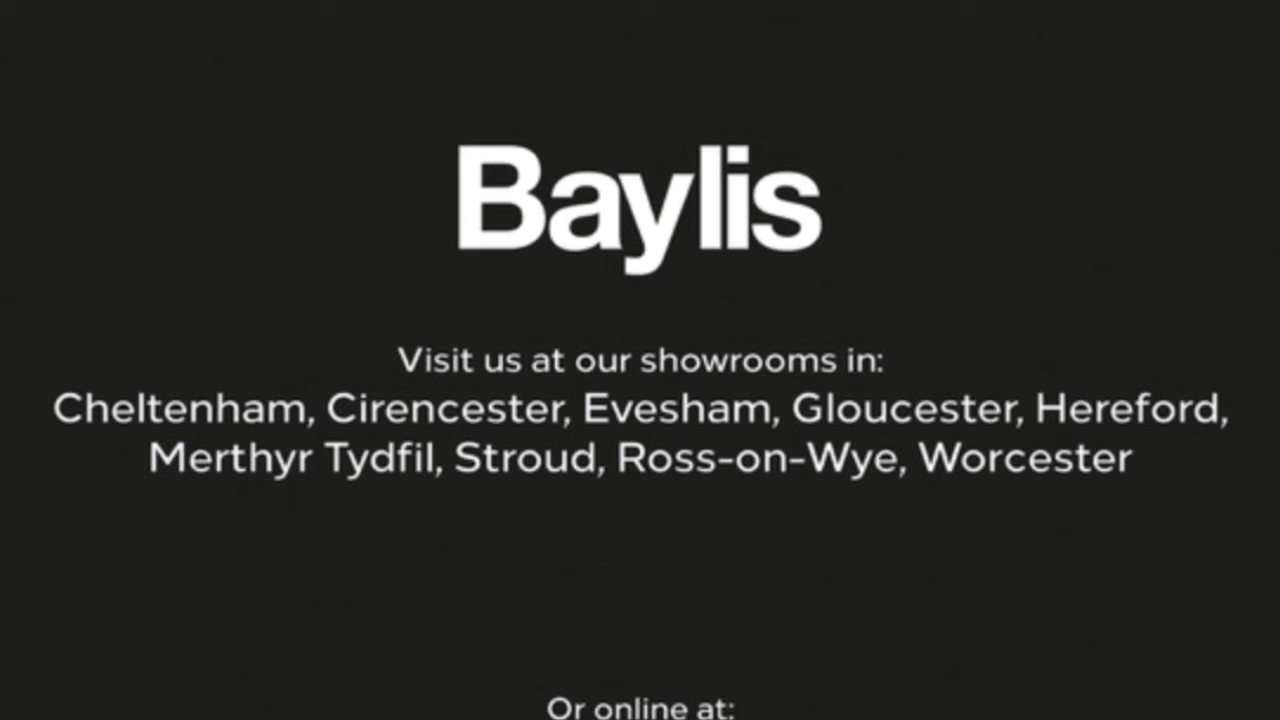 Baylis
Visit us at our showrooms in:
Cheltenham, Cirencester, Evesham, Gloucester, Hereford,
Merthyr Tydfil, Stroud, Ross-on-Wye, Worcester
Or online at: